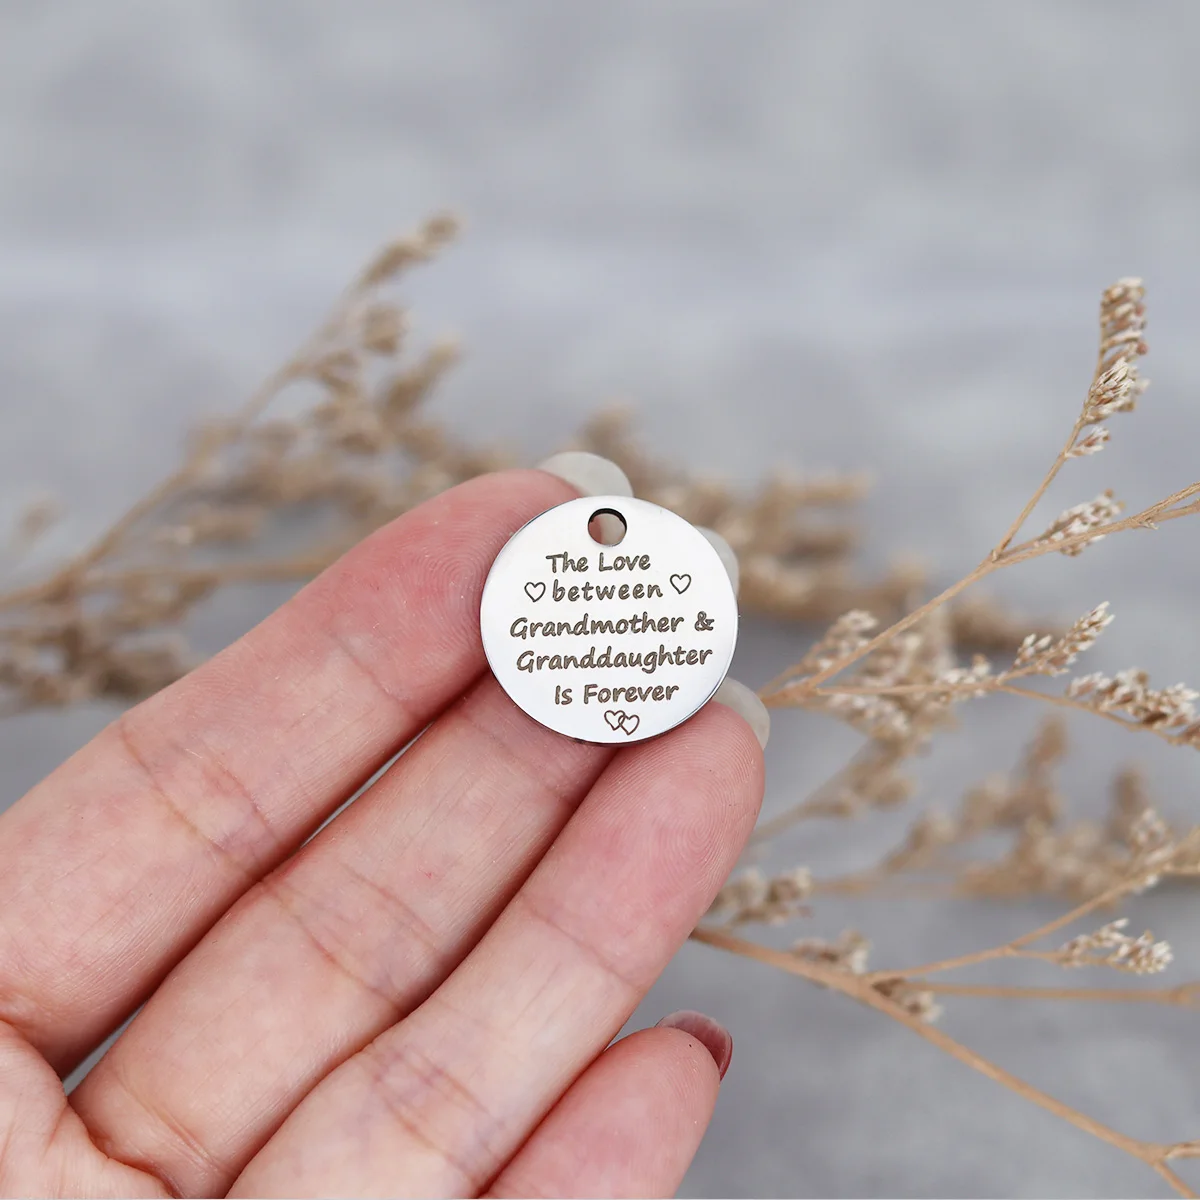 The Love
between
Grandmother &
Granddaughter
Is Forever